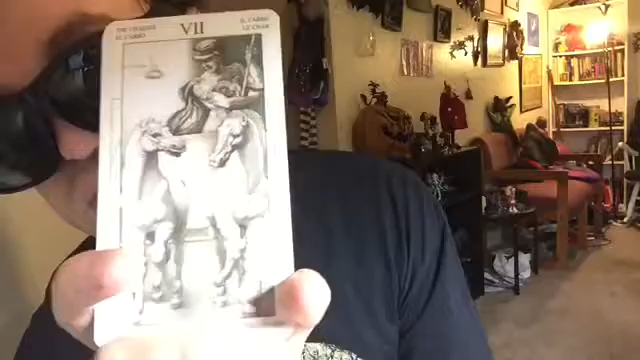 THE CHARIOT
EL CARRO
VII
IL CARRO
LE CHAR